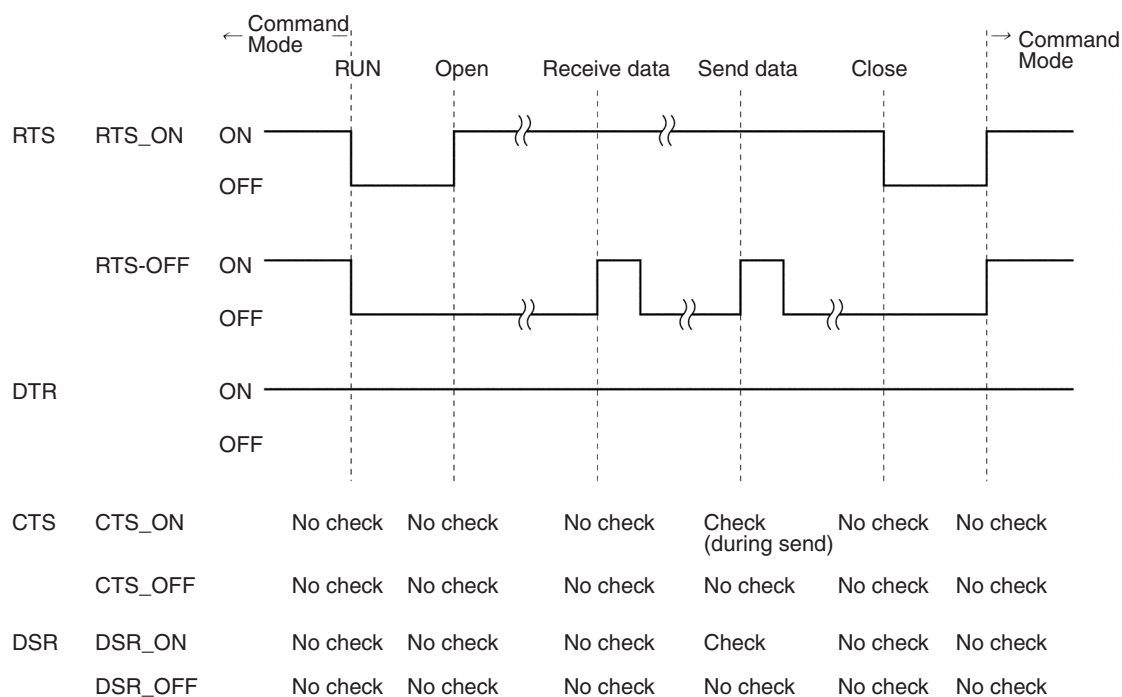 ← Command Mode
→ Command Mode
RUN Open Receive data Send data Close
RTS RTS_ON ON
OFF
RTS-OFF ON
OFF
DTR ON
OFF
CTS CTS_ON No check No check No check Check (during send) No check No check
CTS_OFF No check No check No check No check No check No check
DSR DSR_ON No check No check No check Check No check No check
DSR_OFF No check No check No check No check No check No check